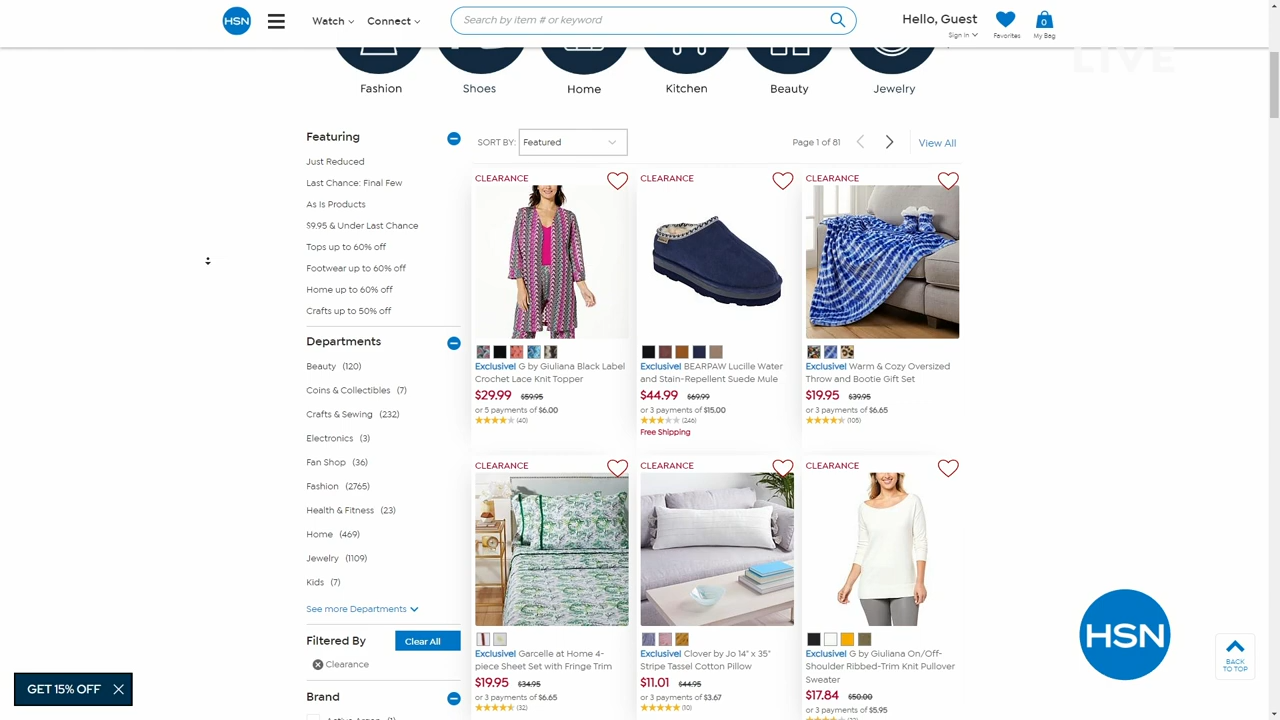 HSN
Watch
Connect
Search by item # or keyword
Hello, Guest
Sign In
Favorites
0
My Bag
LIVE
Fashion
Shoes
Home
Kitchen
Beauty
Jewelry
Featuring
Just Reduced
Last Chance: Final Few
As Is Products
$9.95 & Under Last Chance
Tops up to 60% off
Footwear up to 60% off
Home up to 60% off
Crafts up to 50% off
Departments
Beauty (120)
Coins & Collectibles (7)
Crafts & Sewing (232)
Electronics (3)
Fan Shop (36)
Fashion (2765)
Health & Fitness (23)
Home (469)
Jewelry (1109)
Kids (7)
See more Departments
Filtered By
Clear All
Clearance
Brand
SORT BY: Featured
Page 1 of 81
View All
CLEARANCE
Exclusive! G by Giuliana Black Label
Crochet Lace Knit Topper
$29.99 $59.95
or 5 payments of $6.00
(40)
CLEARANCE
Exclusive! BEARPAW Lucille Water
and Stain-Repellent Suede Mule
$44.99 $69.99
or 3 payments of $15.00
(246)
Free Shipping
CLEARANCE
Exclusive! Warm & Cozy Oversized
Throw and Bootie Gift Set
$19.95 $39.95
or 3 payments of $6.65
(105)
CLEARANCE
Exclusive! Garcelle at Home 4-
piece Sheet Set with Fringe Trim
$19.95 $34.95
or 3 payments of $6.65
(32)
CLEARANCE
Exclusive! Clover by Jo 14" x 35"
Stripe Tassel Cotton Pillow
$11.01 $44.95
or 3 payments of $3.67
(10)
CLEARANCE
Exclusive! G by Giuliana On/Off-
Shoulder Ribbed-Trim Knit Pullover
Sweater
$17.84 $50.00
or 3 payments of $5.95
HSN
BACK
TO TOP
GET 15% OFF